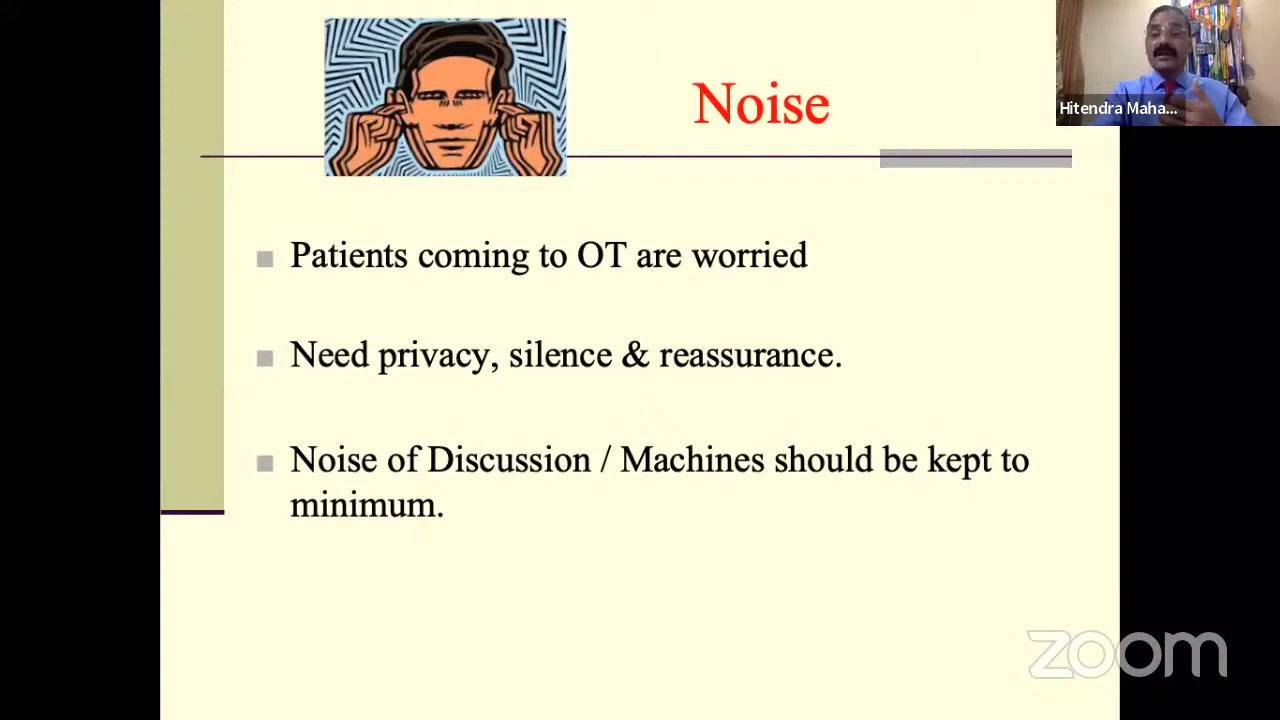 Noise
Hitendra Maha...
Patients coming to OT are worried
Need privacy, silence & reassurance.
Noise of Discussion / Machines should be kept to
minimum.
zoom